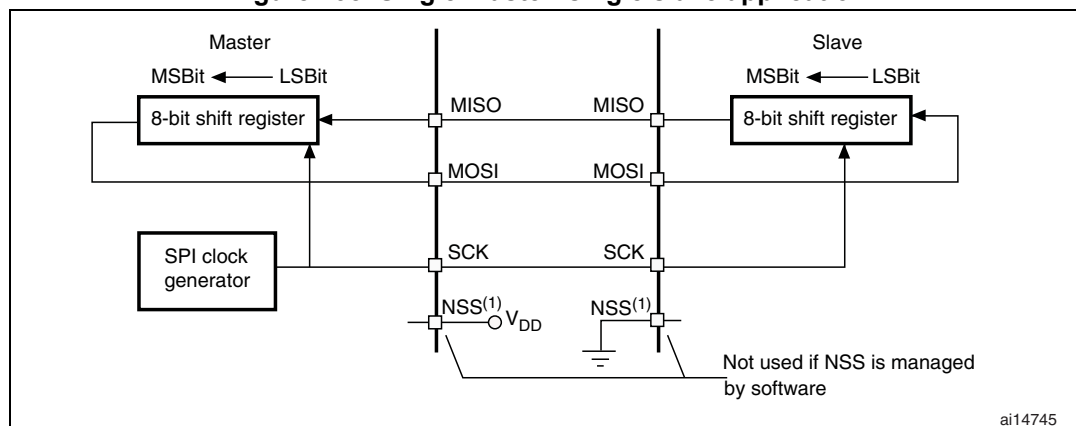 Master
Slave
MSBit LSBit
MSBit LSBit
8-bit shift register
MISO
MISO
8-bit shift register
MOSI
MOSI
SPI clock
generator
SCK
SCK
NSS(1)
VDD
NSS(1)
Not used if NSS is managed
by software
ai14745